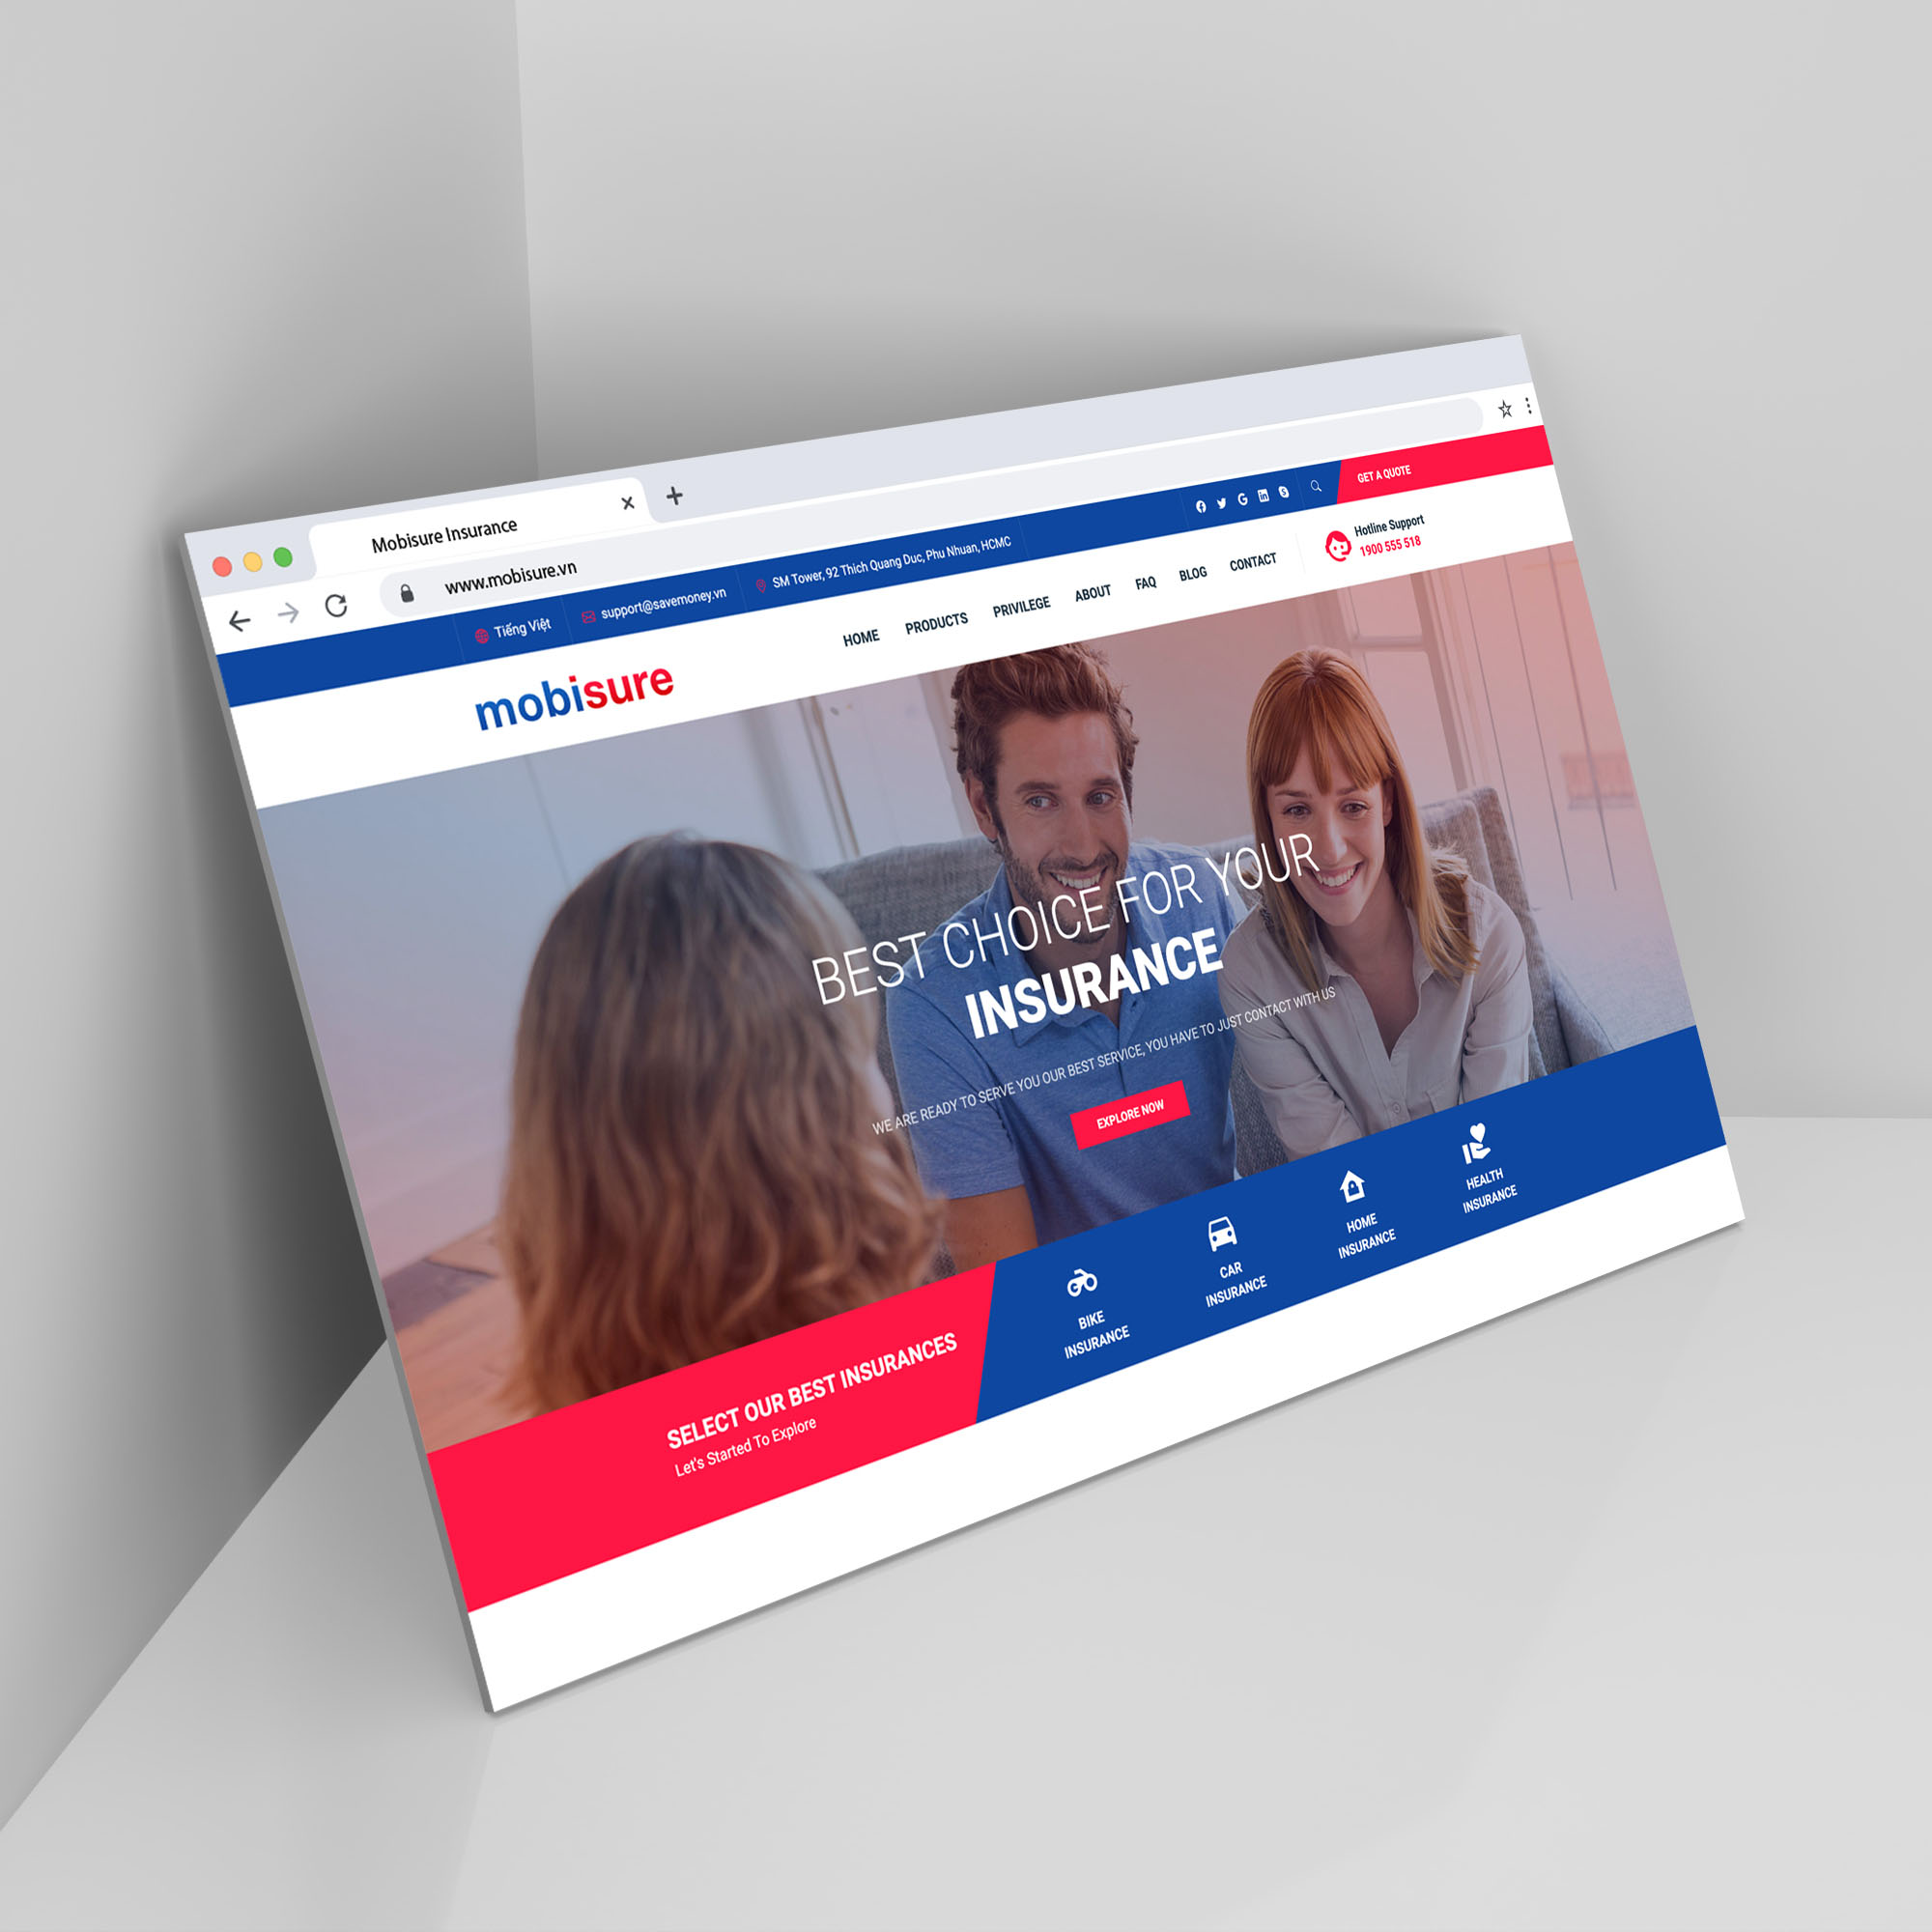 Mobisure Insurance
www.mobisure.vn
Tiếng Việt
support@savemoney.vn
SM Tower, 92 Thich Quang Duc, Phu Nhuan, HCMC
GET A QUOTE
mobisure
HOME
PRODUCTS
PRIVILEGE
ABOUT
FAQ
BLOG
CONTACT
Hotline Support
1900 555 518
BEST CHOICE FOR YOUR
INSURANCE
WE ARE READY TO SERVE YOU OUR BEST SERVICE, YOU HAVE TO JUST CONTACT WITH US
EXPLORE NOW
SELECT OUR BEST INSURANCES
Let's Started To Explore
BIKE
INSURANCE
CAR
INSURANCE
HOME
INSURANCE
HEALTH
INSURANCE